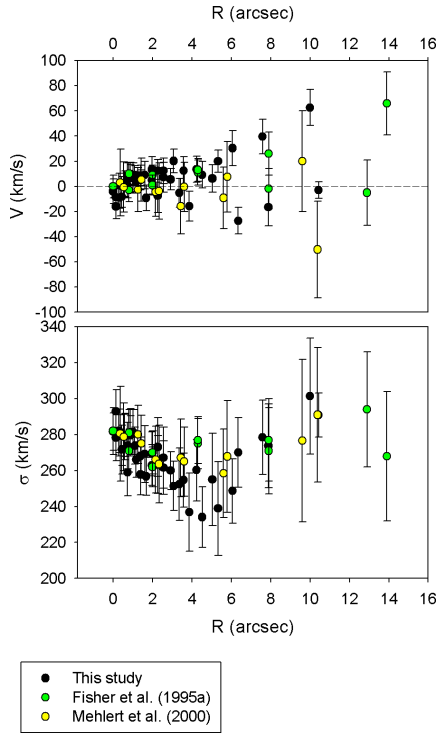 R (arcsec)
0 2 4 6 8 10 12 14 16
100
80
60
40
20
0
-20
-40
-60
-80
-100
V (km/s)
340
320
300
280
260
240
220
200
σ (km/s)
0 2 4 6 8 10 12 14 16
R (arcsec)
This study
Fisher et al. (1995a)
Mehlert et al. (2000)